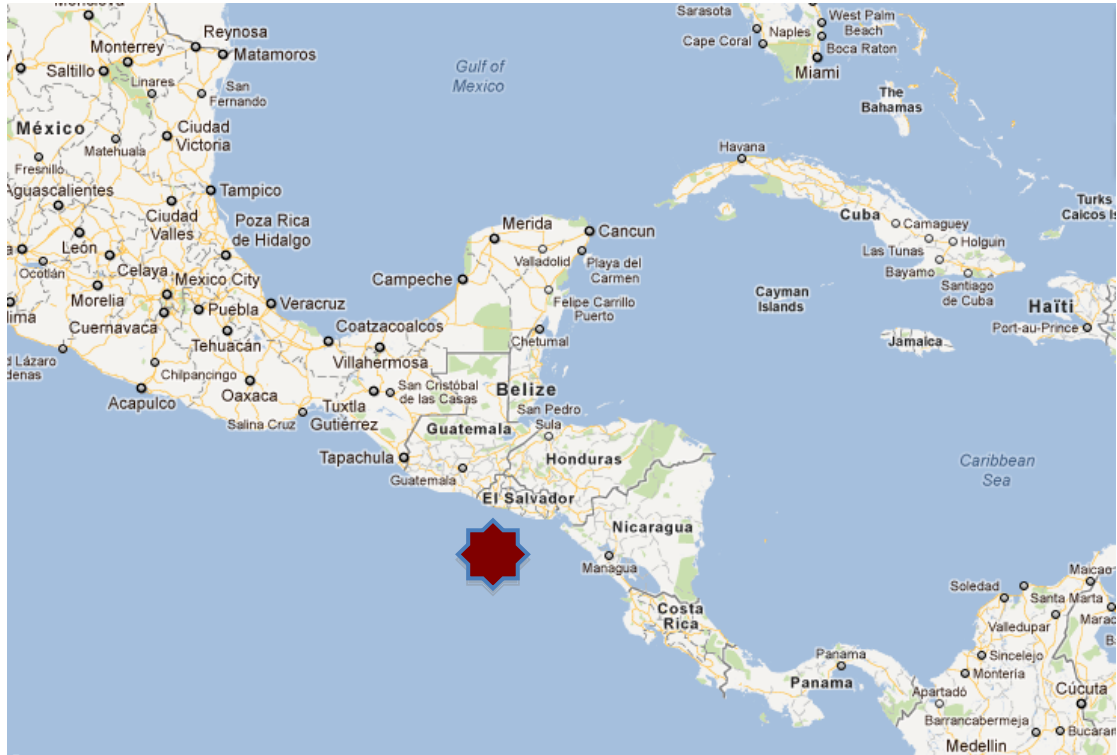 Monclova
Reynosa
Monterrey
Matamoros
Saltillo
Linares
San
Fernando
México
Ciudad
Victoria
Matehuala
Fresnillo
Aguascalientes
Tampico
Ciudad
Valles
Poza Rica
de Hidalgo
León
Ocotlán
Celaya
Mexico City
Morelia
Puebla
Veracruz
Cuernavaca
Tehuacán
Coatzacoalcos
Villahermosa
Chilpancingo
Acapulco
Oaxaca
Salina Cruz
Tuxtla
Gutiérrez
San Cristóbal
de las Casas
Tapachula
Gulf of
Mexico
Merida
Cancun
Valladolid
Playa del
Carmen
Campeche
Felipe Carrillo
Puerto
Chetumal
Belize
San Pedro
Sula
Guatemala
Guatemala
Honduras
El Salvador
Nicaragua
Managua
Costa
Rica
Panama
Panama
Sarasota
West Palm
Beach
Cape Coral
Naples
Boca Raton
Miami
The
Bahamas
Havana
Cuba
Camaguey
Las Tunas
Holguin
Bayamo
Santiago
de Cuba
Turks
Caicos Is
Cayman
Islands
Jamaica
Haïti
Port-au-Prince
Caribbean
Sea
Soledad
Maicao
Santa Marta
Valledupar
Sincelejo
Montería
Apartadó
Cúcuta
Barrancabermeja
Medellin